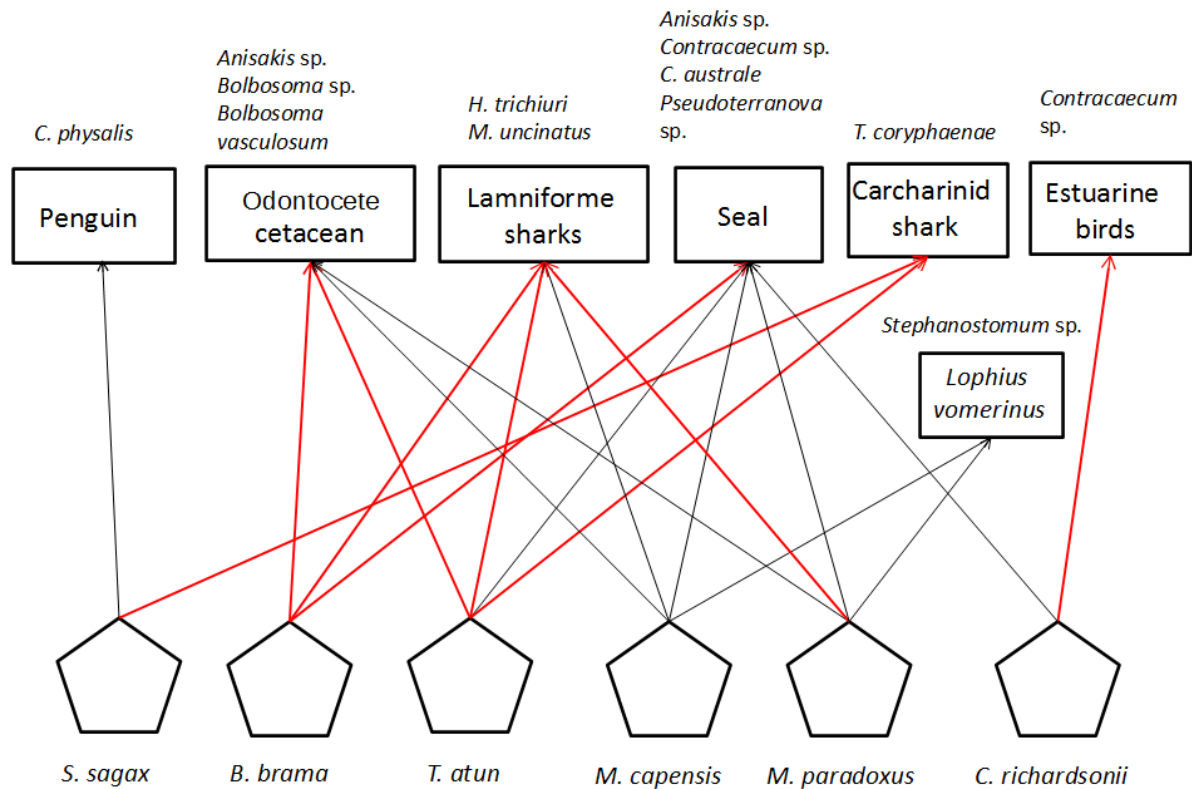 Anisakis sp.
Bolbosoma sp.
Bolbosoma
vasculosum
Anisakis sp.
Contracaecum sp.
C. australe
Pseudoterranova
sp.
C. physalis
H. trichiuri
M. uncinatus
T. coryphaenae
Contracaecum
sp.
Penguin
Odontocete
cetacean
Lamniforme
sharks
Seal
Carcharinid
shark
Estuarine
birds
Stephanostomum sp.
Lophius
vomerinus
S. sagax
B. brama
T. atun
M. capensis
M. paradoxus
C. richardsonii